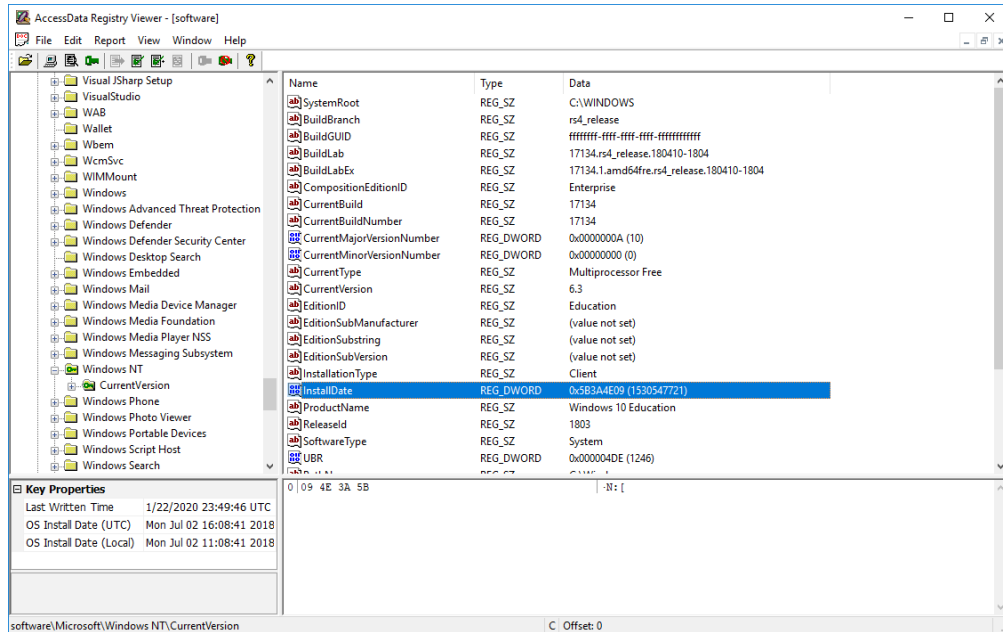 AccessData Registry Viewer - [software]
File Edit Report View Window Help
Visual JSharp Setup
VisualStudio
WAB
Wallet
Wbem
WcmSvc
WIMMount
Windows
Windows Advanced Threat Protection
Windows Defender
Windows Defender Security Center
Windows Desktop Search
Windows Embedded
Windows Mail
Windows Media Device Manager
Windows Media Foundation
Windows Media Player NSS
Windows Messaging Subsystem
Windows NT
CurrentVersion
Windows Phone
Windows Photo Viewer
Windows Portable Devices
Windows Script Host
Windows Search
Name Type Data
SystemRoot REG_SZ C:\WINDOWS
BuildBranch REG_SZ rs4_release
BuildGUID REG_SZ ffffffff-ffff-ffff-ffff-ffffffffffff
BuildLab REG_SZ 17134.rs4_release.180410-1804
BuildLabEx REG_SZ 17134.1.amd64fre.rs4_release.180410-1804
CompositionEditionID REG_SZ Enterprise
CurrentBuild REG_SZ 17134
CurrentBuildNumber REG_SZ 17134
CurrentMajorVersionNumber REG_DWORD 0x0000000A (10)
CurrentMinorVersionNumber REG_DWORD 0x00000000 (0)
CurrentType REG_SZ Multiprocessor Free
CurrentVersion REG_SZ 6.3
EditionID REG_SZ Education
EditionSubManufacturer REG_SZ (value not set)
EditionSubstring REG_SZ (value not set)
EditionSubVersion REG_SZ (value not set)
InstallationType REG_SZ Client
InstallDate REG_DWORD 0x5B3A4E09 (1530547721)
ProductName REG_SZ Windows 10 Education
ReleaseId REG_SZ 1803
SoftwareType REG_SZ System
UBR REG_DWORD 0x000004DE (1246)
Key Properties
Last Written Time 1/22/2020 23:49:46 UTC
OS Install Date (UTC) Mon Jul 02 16:08:41 2018
OS Install Date (Local) Mon Jul 02 11:08:41 2018
0 09 4E 3A 5B ·N:[
software\Microsoft\Windows NT\CurrentVersion C Offset: 0